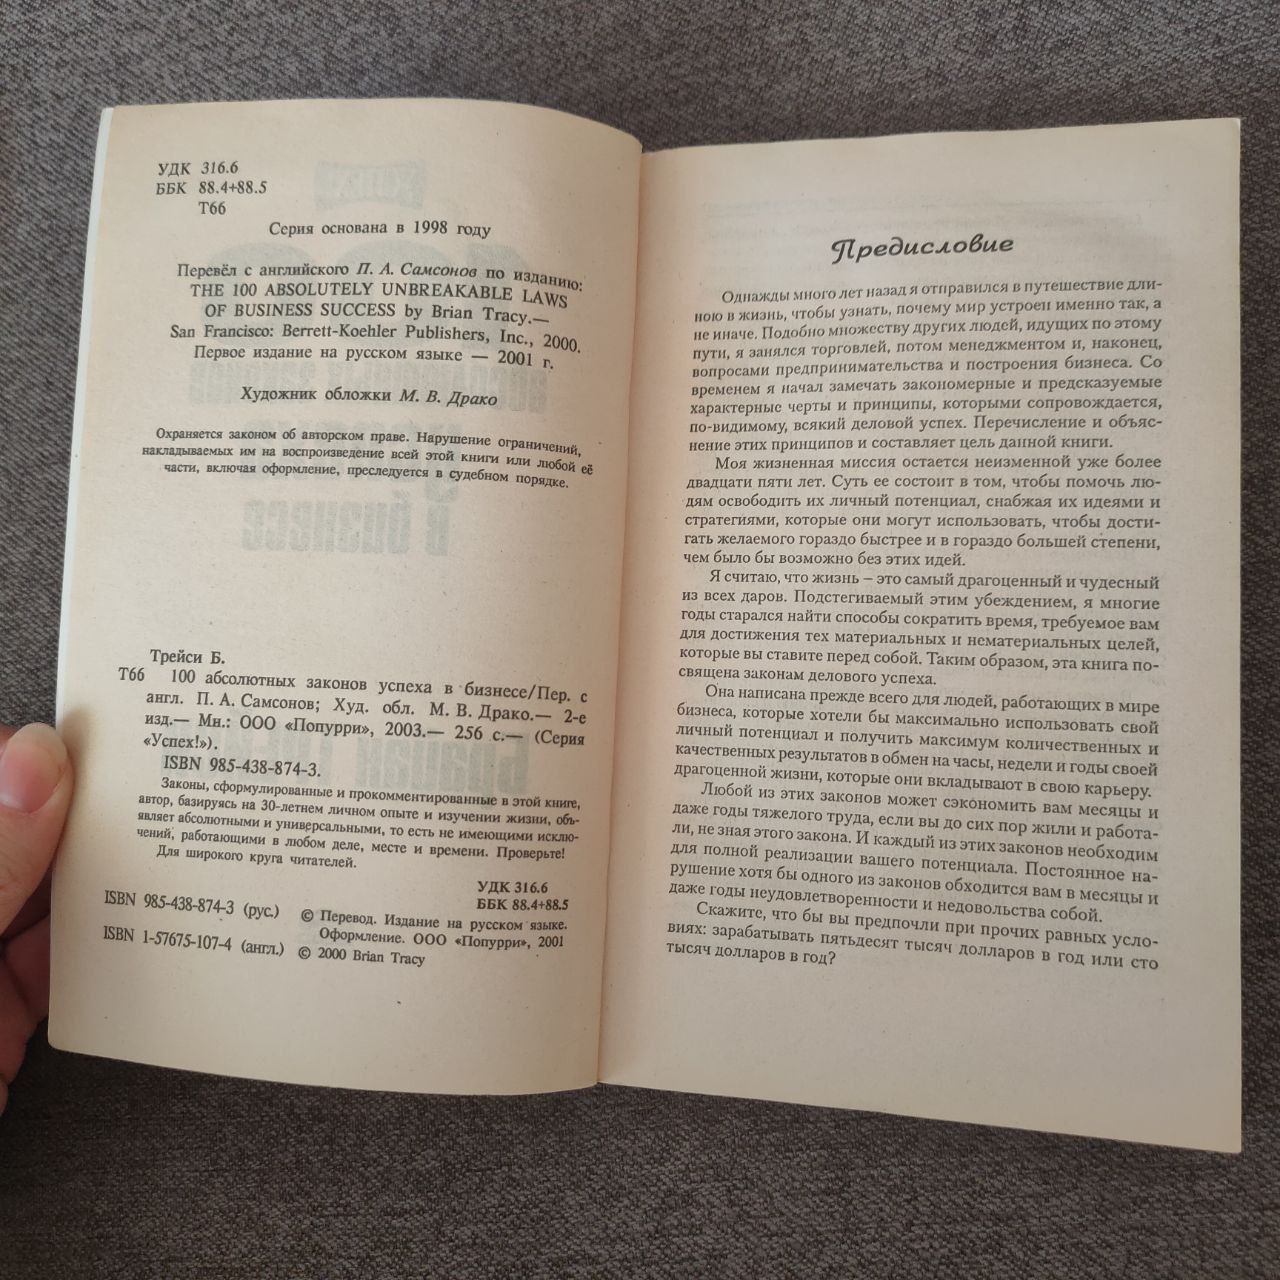 УДК 316.6
ББК 88.4+88.5
Т66
Серия основана в 1998 году
Перевёл с английского П. А. Самсонов по изданию:
THE 100 ABSOLUTELY UNBREAKABLE LAWS
OF BUSINESS SUCCESS by Brian Tracy.—
San Francisco: Berrett-Koehler Publishers, Inc., 2000.
Первое издание на русском языке — 2001 г.
Художник обложки М. В. Драко
Охраняется законом об авторском праве. Нарушение ограничений,
накладываемых им на воспроизведение всей этой книги или любой её
части, включая оформление, преследуется в судебном порядке.
Трейси Б.
Т66 100 абсолютных законов успеха в бизнесе/Пер. с
англ. П. А. Самсонов; Худ. обл. М. В. Драко.— 2-е
изд.— Мн.: ООО «Попурри», 2003.— 256 с.— (Серия
«Успех!»).
ISBN 985-438-874-3.
Законы, сформулированные и прокомментированные в этой книге,
автор, базируясь на 30-летнем личном опыте и изучении жизни, объ-
являет абсолютными и универсальными, то есть не имеющими исклю-
чений, работающими в любом деле, месте и времени. Проверьте!
Для широкого круга читателей.
УДК 316.6
ББК 88.4+88.5
ISBN 985-438-874-3 (рус.)
ISBN 1-57675-107-4 (англ.)
© Перевод. Издание на русском языке.
Оформление. ООО «Попурри», 2001
© 2000 Brian Tracy
Предисловие
Однажды много лет назад я отправился в путешествие дли-
ною в жизнь, чтобы узнать, почему мир устроен именно так, а
не иначе. Подобно множеству других людей, идущих по этому
пути, я занялся торговлей, потом менеджментом и, наконец,
вопросами предпринимательства и построения бизнеса. Со
временем я начал замечать закономерные и предсказуемые
характерные черты и принципы, которыми сопровождается,
по-видимому, всякий деловой успех. Перечисление и объяс-
нение этих принципов и составляет цель данной книги.
Моя жизненная миссия остается неизменной уже более
двадцати пяти лет. Суть ее состоит в том, чтобы помочь лю-
дям освободить их личный потенциал, снабжая их идеями и
стратегиями, которые они могут использовать, чтобы дости-
гать желаемого гораздо быстрее и в гораздо большей степени,
чем было бы возможно без этих идей.
Я считаю, что жизнь – это самый драгоценный и чудесный
из всех даров. Подстегиваемый этим убеждением, я многие
годы старался найти способы сократить время, требуемое вам
для достижения тех материальных и нематериальных целей,
которые вы ставите перед собой. Таким образом, эта книга по-
священа законам делового успеха.
Она написана прежде всего для людей, работающих в мире
бизнеса, которые хотели бы максимально использовать свой
личный потенциал и получить максимум количественных и
качественных результатов в обмен на часы, недели и годы своей
драгоценной жизни, которые они вкладывают в свою карьеру.
Любой из этих законов может сэкономить вам месяцы и
даже годы тяжелого труда, если вы до сих пор жили и работа-
ли, не зная этого закона. И каждый из этих законов необходим
для полной реализации вашего потенциала. Постоянное на-
рушение хотя бы одного из законов обходится вам в месяцы и
даже годы неудовлетворенности и недовольства собой.
Скажите, что бы вы предпочли при прочих равных усло-
виях: зарабатывать пятьдесят тысяч долларов в год или сто
тысяч долларов в год?